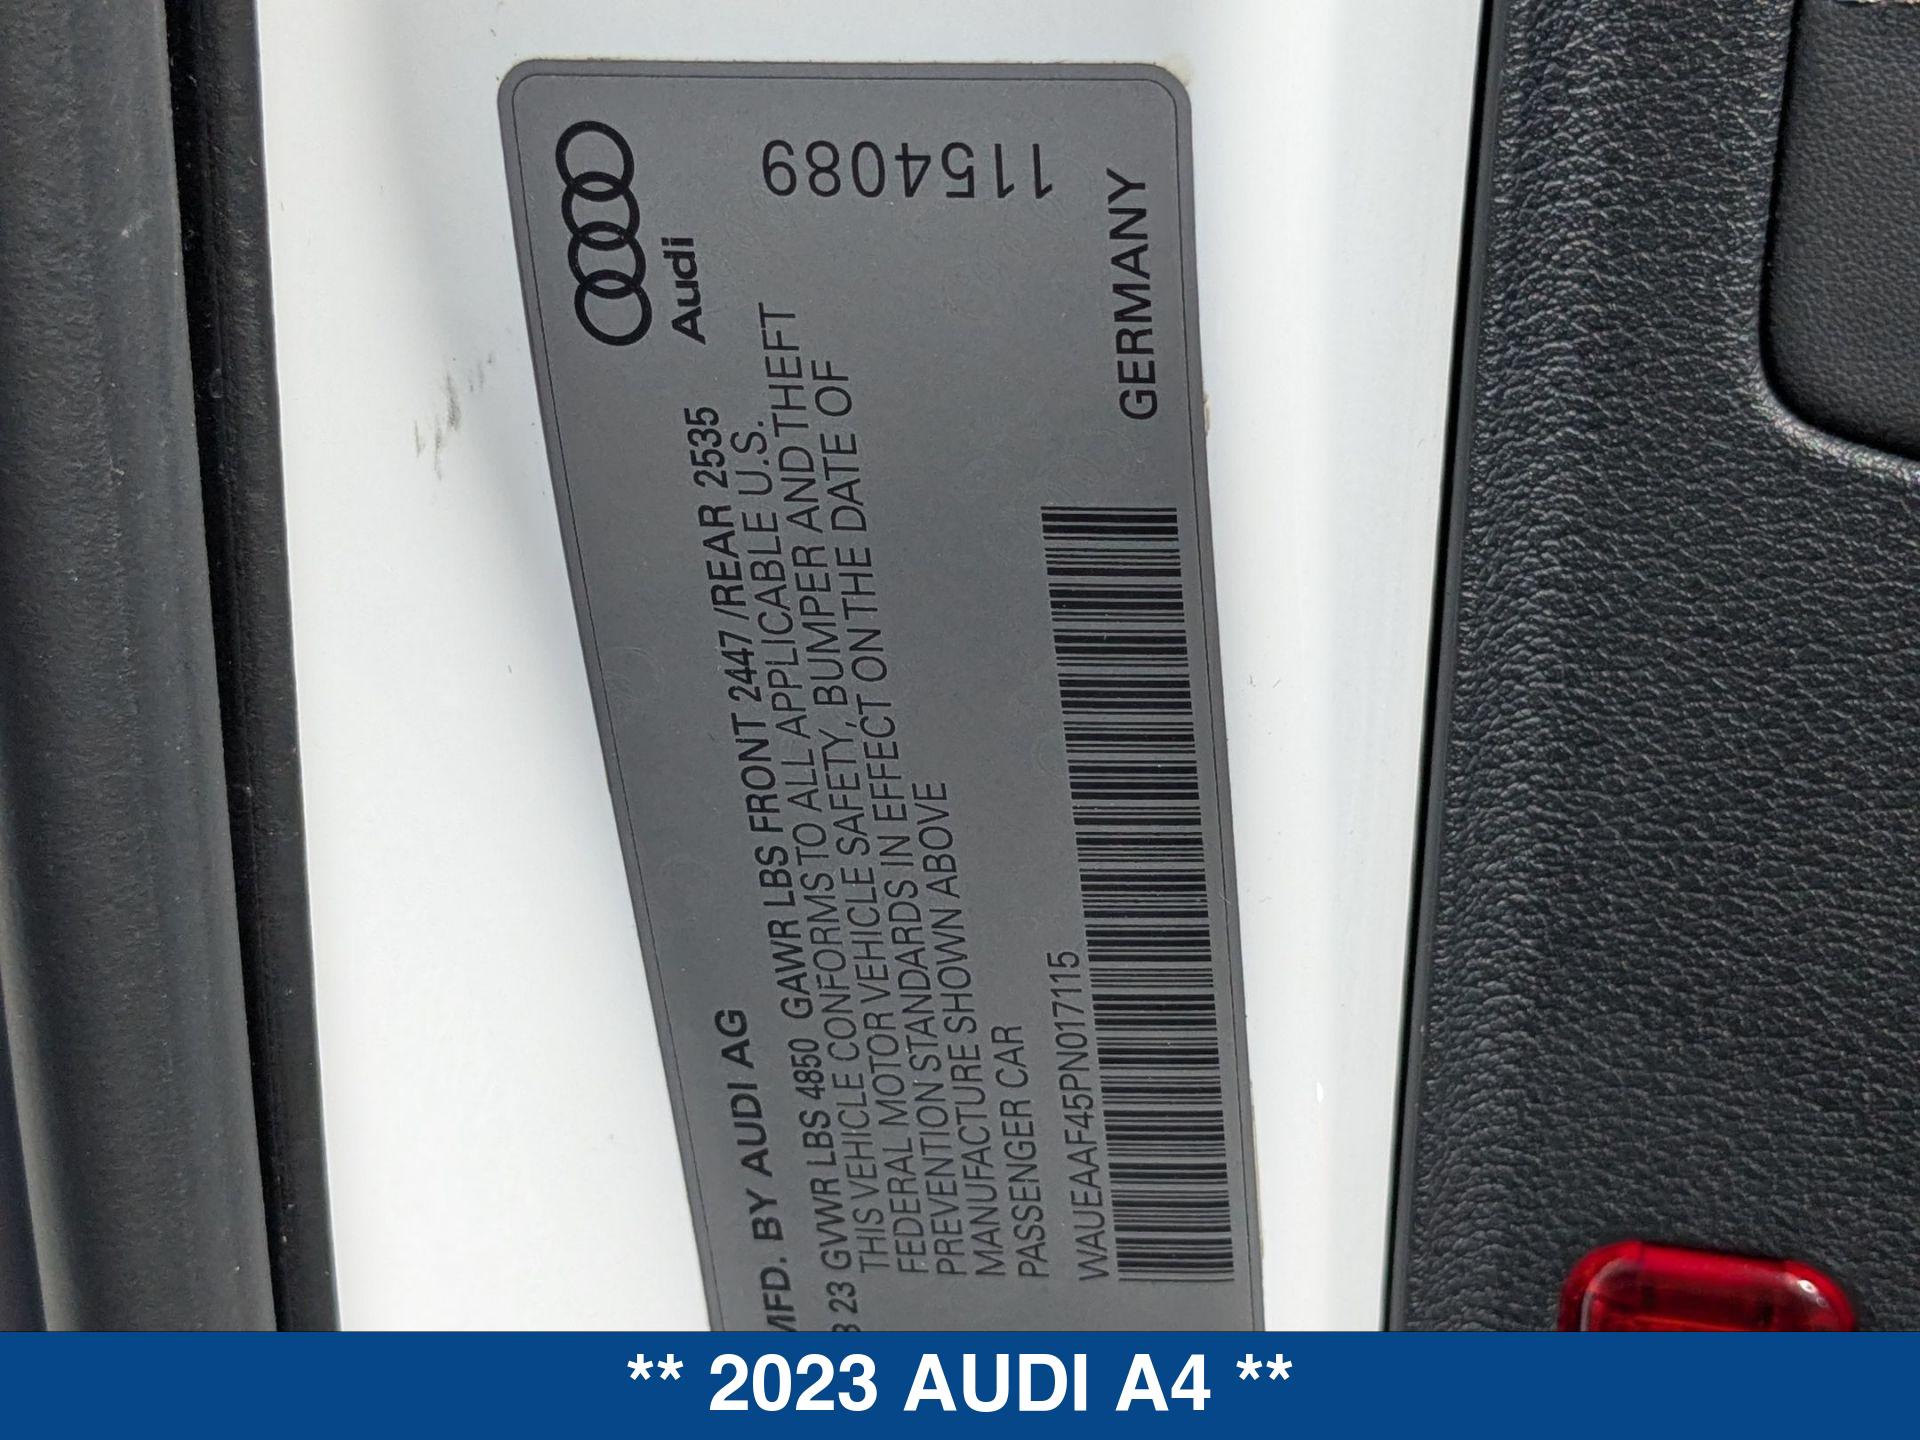 Audi
1154089
MFD. BY AUDI AG
23 GVWR LBS 4850 GAWR LBS FRONT 2447/REAR 2535
THIS VEHICLE CONFORMS TO ALL APPLICABLE U.S.
FEDERAL MOTOR VEHICLE SAFETY, BUMPER AND THEFT
PREVENTION STANDARDS IN EFFECT ON THE DATE OF
MANUFACTURE SHOWN ABOVE
PASSENGER CAR
WAUEAAF45PN017115
GERMANY
** 2023 AUDI A4 **